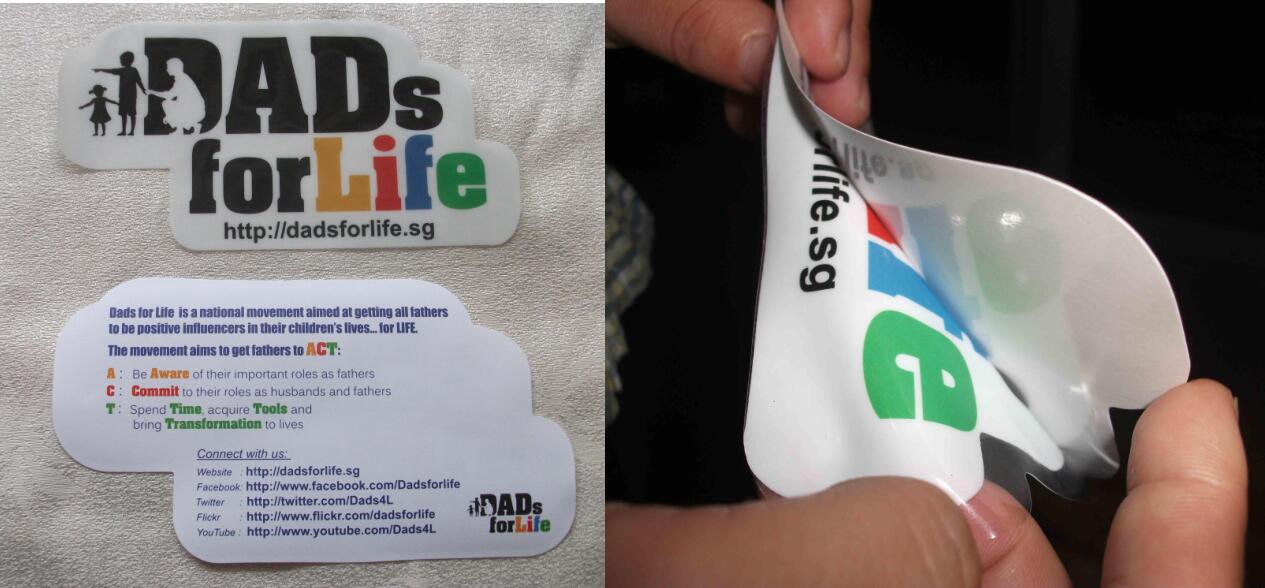 DADs
forLife
http://dadsforlife.sg
Dads for Life is a national movement aimed at getting all fathers
to be positive influencers in their children's lives... for LIFE.
The movement aims to get fathers to ACT:
A : Be Aware of their important roles as fathers
C : Commit to their roles as husbands and fathers
T : Spend Time, acquire Tools and
bring Transformation to lives
Connect with us:
Website : http://dadsforlife.sg
Facebook: http://www.facebook.com/Dadsforlife
Twitter : http://twitter.com/Dads4L
Flickr : http://www.flickr.com/dadsforlife
YouTube : http://www.youtube.com/Dads4L
DADs
forLife
rlife.sg
ife
life.sg